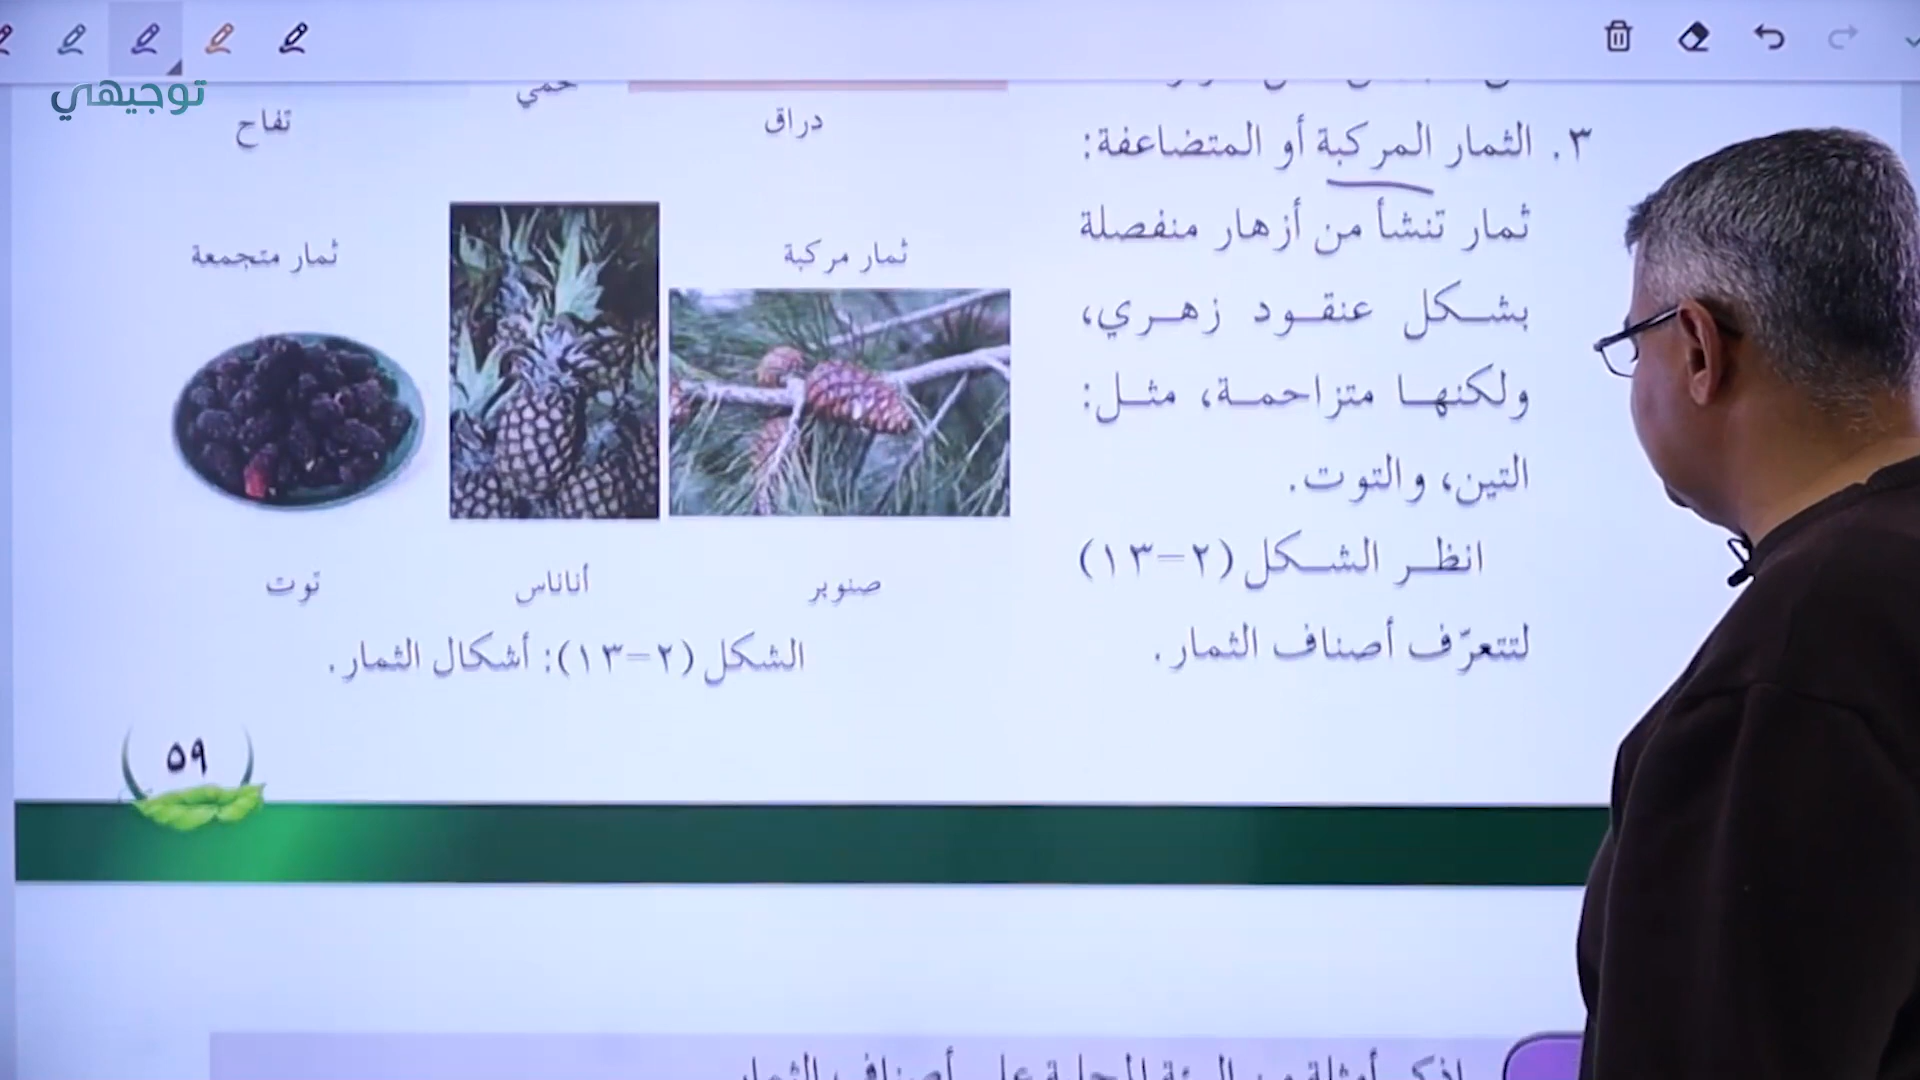 توجيهي
٣. الثمار المركبة أو المتضاعفة:
ثمار تنشأ من أزهار منفصلة
بشكل عنقود زهري،
ولكنها متزاحمة، مثل:
التين، والتوت.
انظر الشكل (٢-١٣)
لتتعرّف أصناف الثمار.
دراق
تفاح
ثمار مركبة
ثمار متجمعة
صنوبر
أناناس
توت
الشكل (٢-١٣): أشكال الثمار.
٥٩